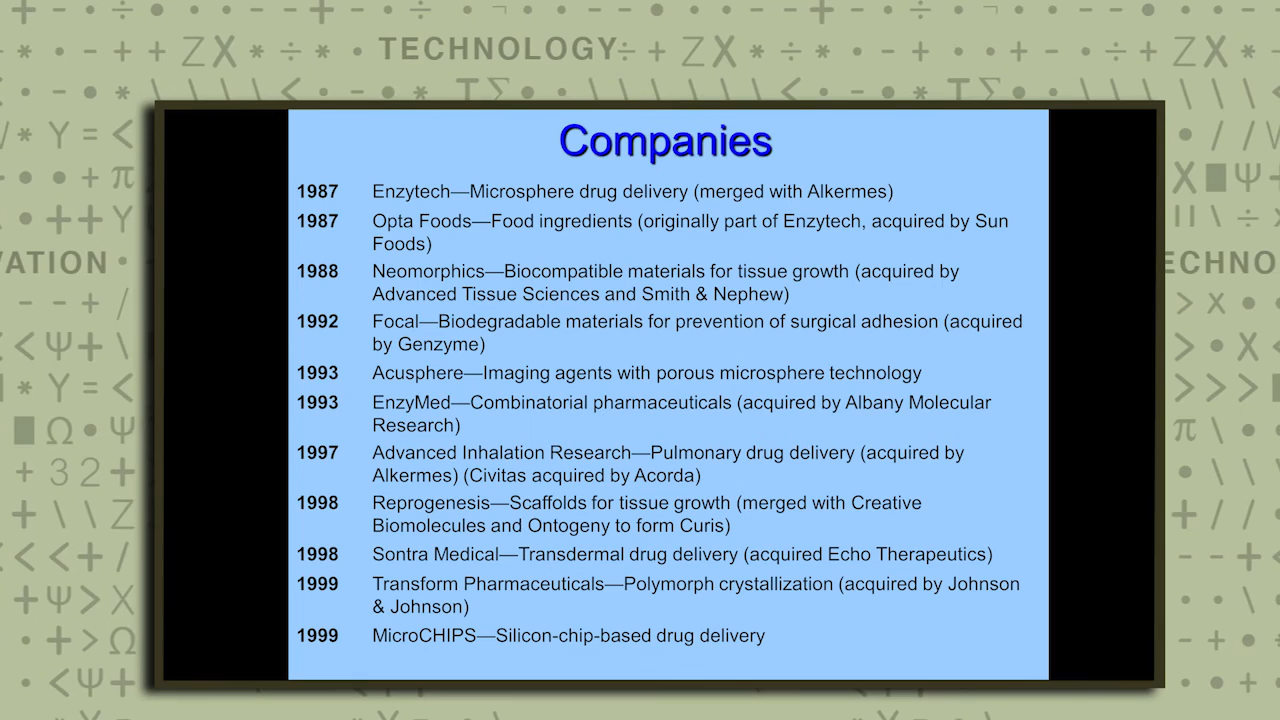 TECHNOLOGY
Companies
1987 Enzytech—Microsphere drug delivery (merged with Alkermes)
1987 Opta Foods—Food ingredients (originally part of Enzytech, acquired by Sun
Foods)
VATION
ECHNO
1988 Neomorphics—Biocompatible materials for tissue growth (acquired by
Advanced Tissue Sciences and Smith & Nephew)
1992 Focal—Biodegradable materials for prevention of surgical adhesion (acquired
by Genzyme)
1993 Acusphere—Imaging agents with porous microsphere technology
1993 EnzyMed—Combinatorial pharmaceuticals (acquired by Albany Molecular
Research)
1997 Advanced Inhalation Research—Pulmonary drug delivery (acquired by
Alkermes) (Civitas acquired by Acorda)
1998 Reprogenesis—Scaffolds for tissue growth (merged with Creative
Biomolecules and Ontogeny to form Curis)
1998 Sontra Medical—Transdermal drug delivery (acquired Echo Therapeutics)
1999 Transform Pharmaceuticals—Polymorph crystallization (acquired by Johnson
& Johnson)
1999 MicroCHIPS—Silicon-chip-based drug delivery